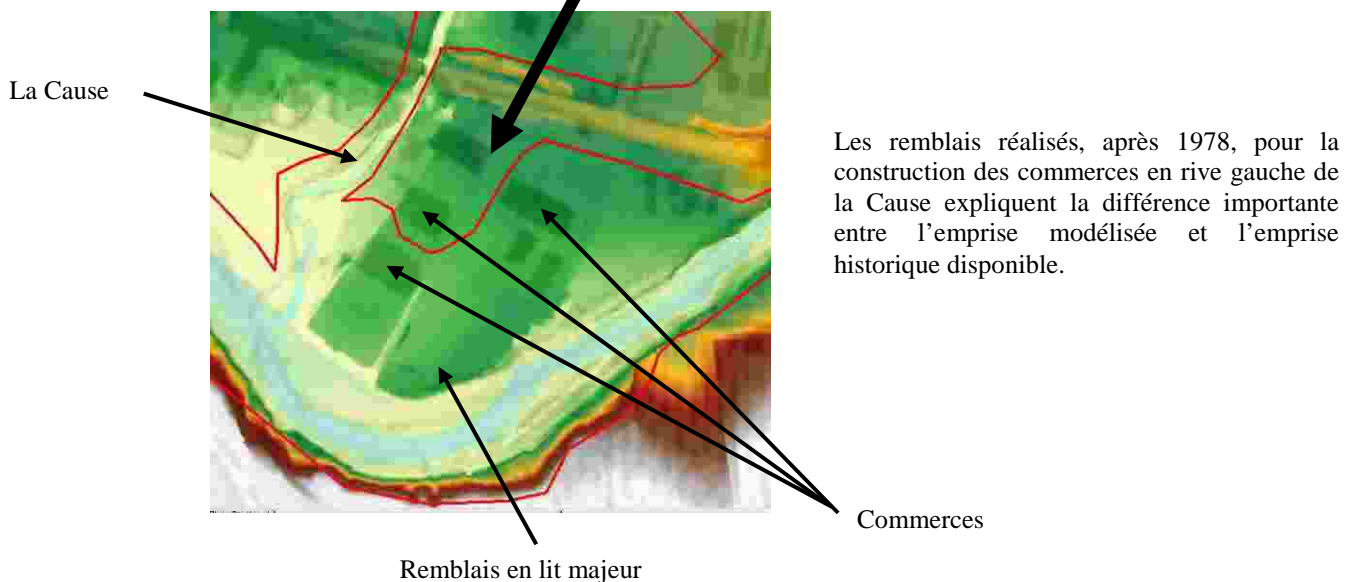 La Cause
Les remblais réalisés, après 1978, pour la
construction des commerces en rive gauche de
la Cause expliquent la différence importante
entre l’emprise modélisée et l’emprise
historique disponible.
Commerces
Remblais en lit majeur